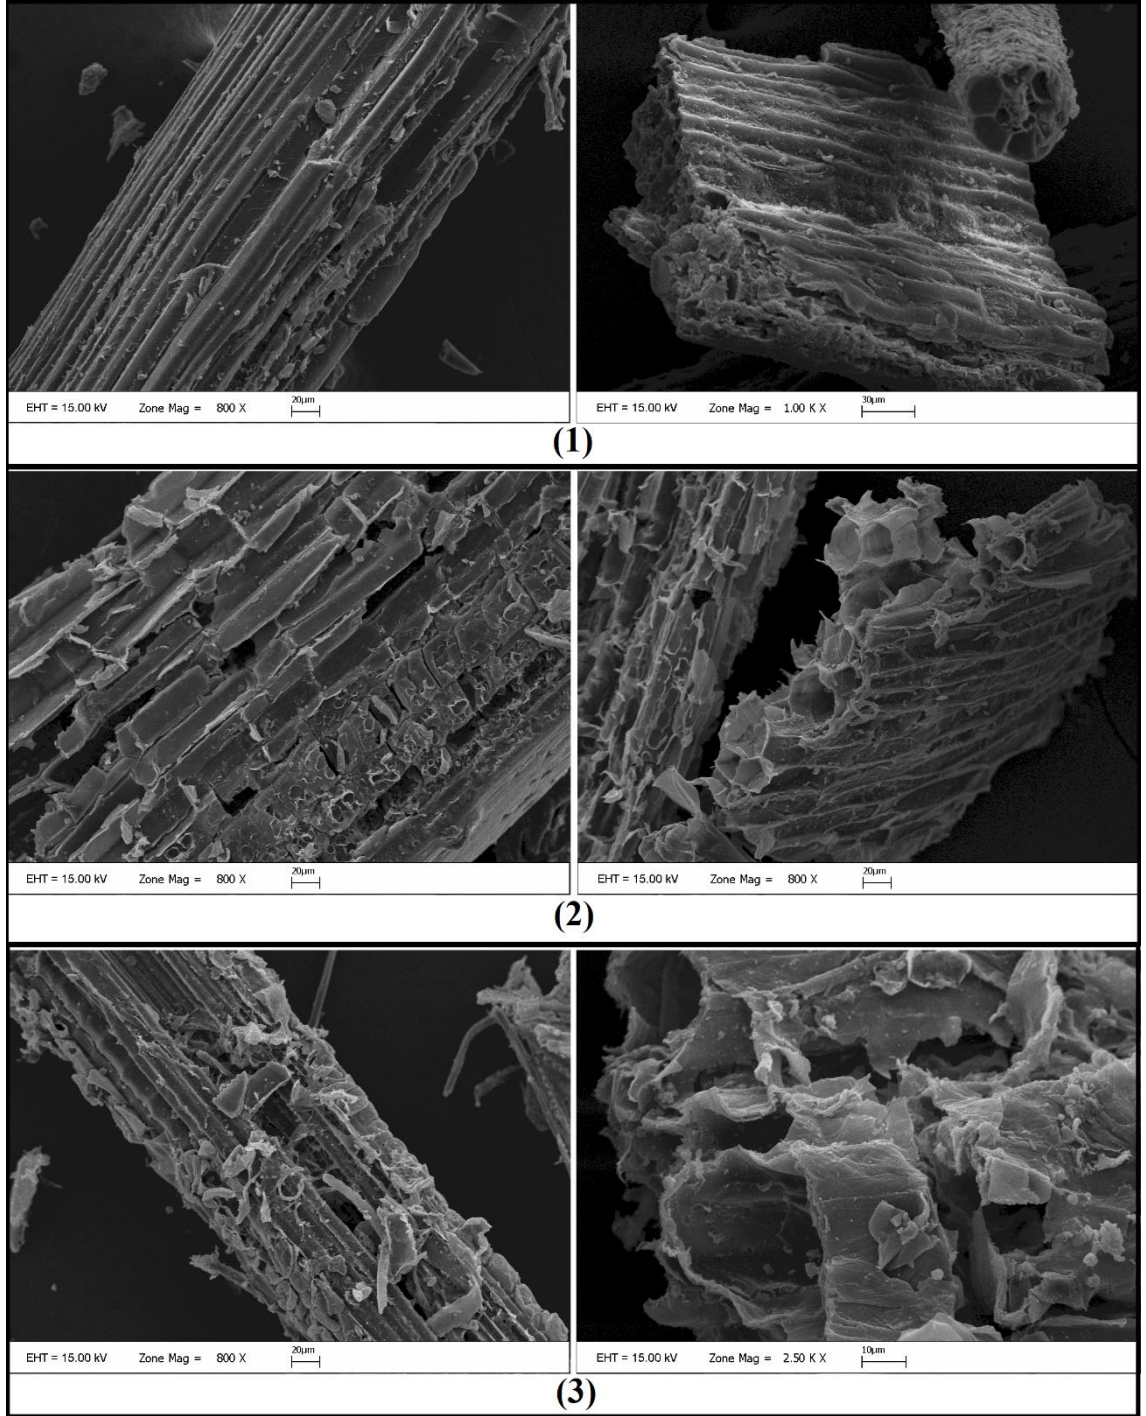 20µm
EHT = 15.00 kV Zone Mag = 800 X
30µm
EHT = 15.00 kV Zone Mag = 1.00 K X
(1)
20µm
EHT = 15.00 kV Zone Mag = 800 X
20µm
EHT = 15.00 kV Zone Mag = 800 X
(2)
20µm
EHT = 15.00 kV Zone Mag = 800 X
10µm
EHT = 15.00 kV Zone Mag = 2.50 K X
(3)